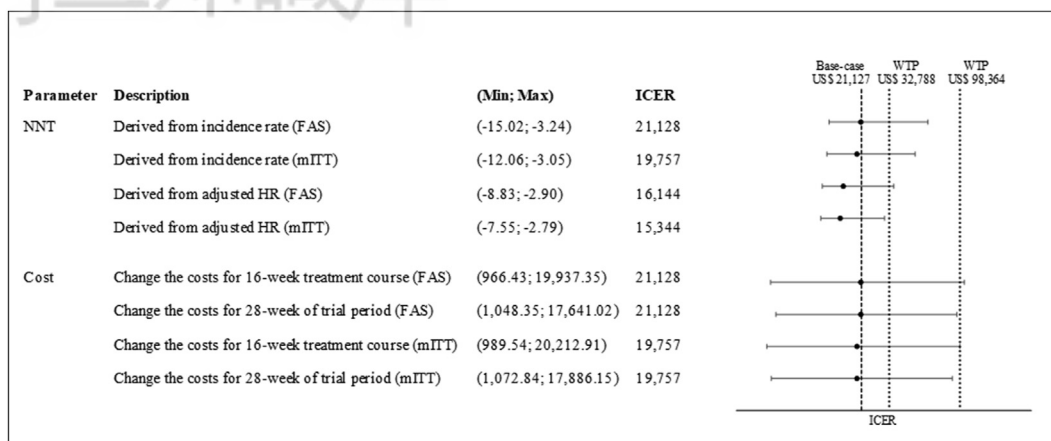 Base-case WTP WTP
US$ 21,127 US$ 32,788 US$ 98,364
Parameter Description (Min; Max) ICER
NNT Derived from incidence rate (FAS) (-15.02; -3.24) 21,128
Derived from incidence rate (mITT) (-12.06; -3.05) 19,757
Derived from adjusted HR (FAS) (-8.83; -2.90) 16,144
Derived from adjusted HR (mITT) (-7.55; -2.79) 15,344
Cost Change the costs for 16-week treatment course (FAS) (966.43; 19,937.35) 21,128
Change the costs for 28-week of trial period (FAS) (1,048.35; 17,641.02) 21,128
Change the costs for 16-week treatment course (mITT) (989.54; 20,212.91) 19,757
Change the costs for 28-week of trial period (mITT) (1,072.84; 17,886.15) 19,757
ICER